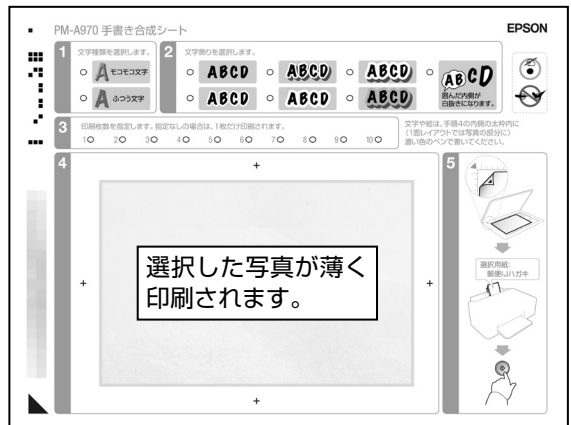 PM-A970 手書き合成シート
EPSON
1 文字種類を選択します。
モコモコ文字
ふつう文字
2 文字飾りを選択します。
ABCD ABCD ABCD ABCD
ABCD ABCD ABCD 囲んだ内側が
白抜きになります。
3 印刷枚数を指定します。指定なしの場合は、1枚だけ印刷されます。
1 2 3 4 5 6 7 8 9 10
文字や絵は、手順4の内側の太枠内に
(1面レイアウトでは写真の部分に)
濃い色のペンで書いてください。
4
選択した写真が薄く
印刷されます。
5
選択用紙:
郵便IJハガキ